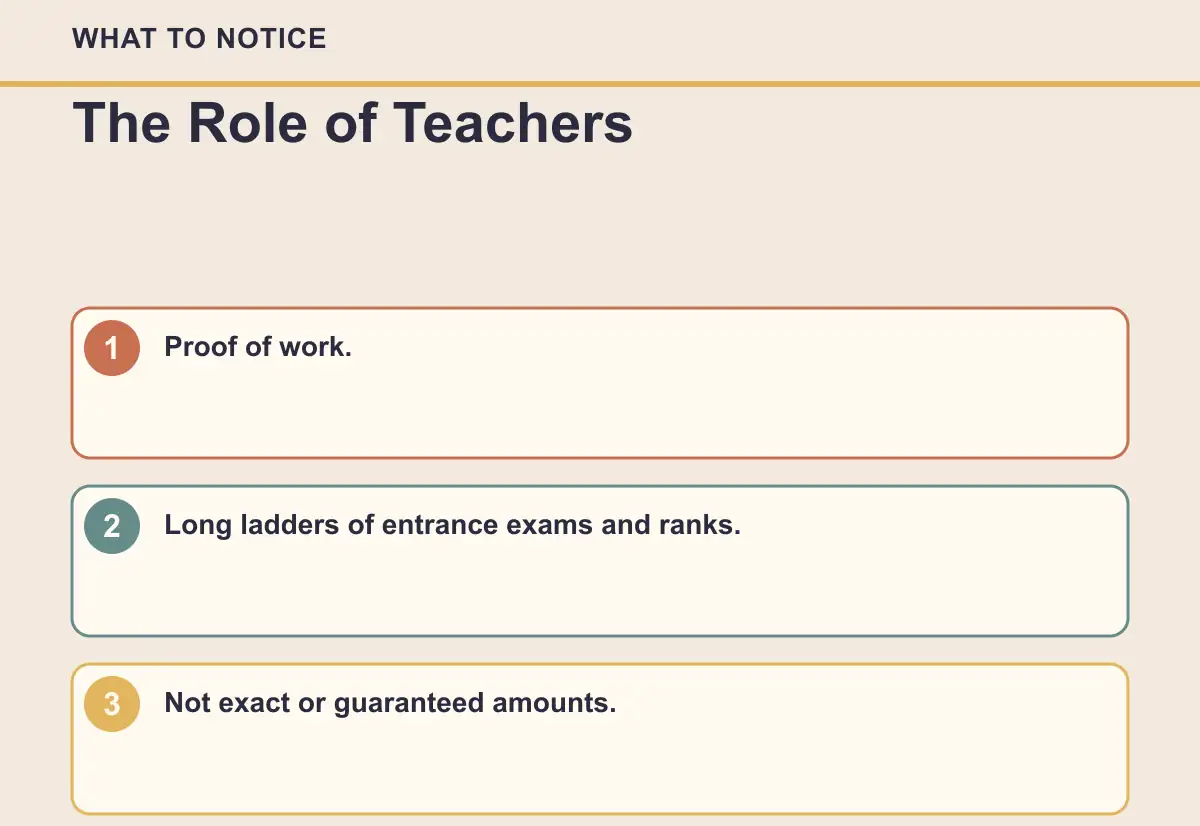 WHAT TO NOTICE
The Role of Teachers
1 Proof of work.
2 Long ladders of entrance exams and ranks.
3 Not exact or guaranteed amounts.